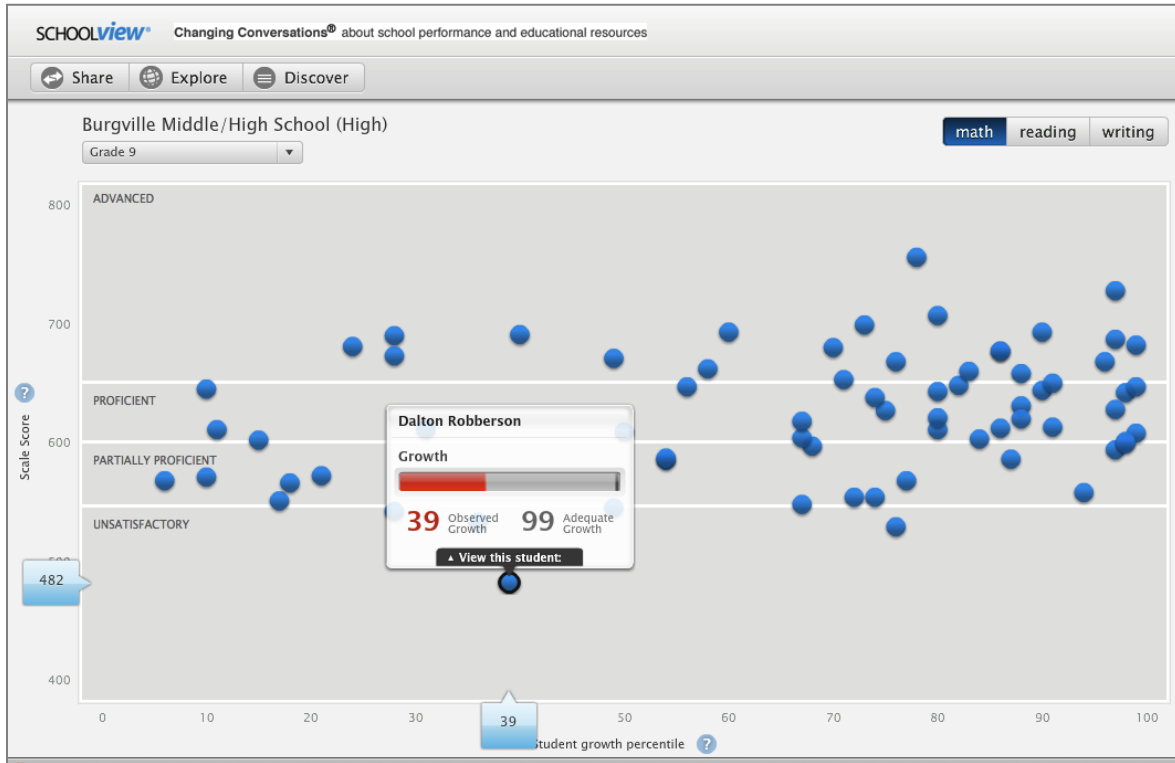 SCHOOLVIEW® Changing Conversations® about school performance and educational resources
Share Explore Discover
Burgville Middle/High School (High)
Grade 9
math reading writing
800
ADVANCED
700
PROFICIENT
Scale Score
600
PARTIALLY PROFICIENT
UNSATISFACTORY
500
482
400
Dalton Robberson
Growth
39 Observed Growth 99 Adequate Growth
View this student:
0 10 20 30 39 50 60 70 80 90 100
Student growth percentile ?
?